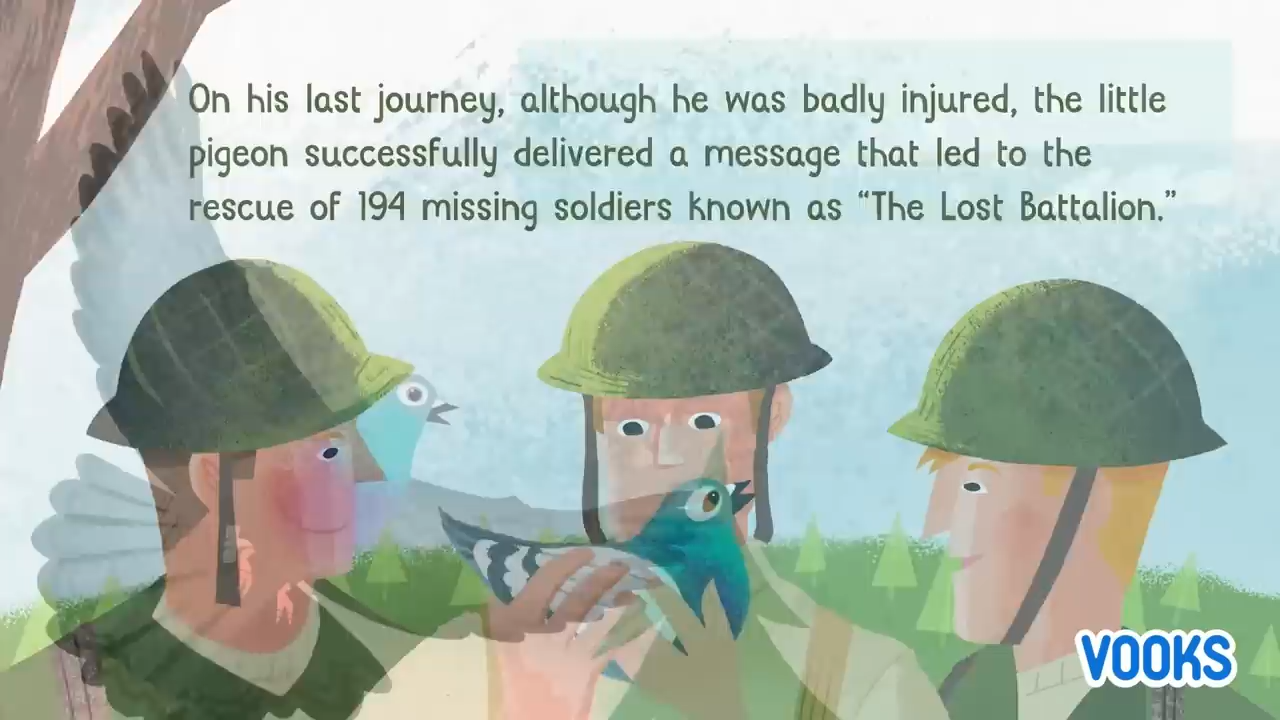 On his last journey, although he was badly injured, the little
pigeon successfully delivered a message that led to the
rescue of 194 missing soldiers known as “The Lost Battalion.”
VOOKS